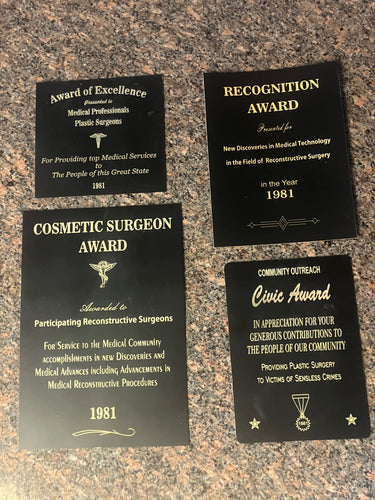 Award of Excellence
Presented to
Medical Professionals
Plastic Surgeons
For Providing top Medical Services
to
The People of this Great State
1981
RECOGNITION
AWARD
Presented for
New Discoveries in Medical Technology
in the Field of Reconstructive Surgery
in the Year
1981
COSMETIC SURGEON
AWARD
Awarded to
Participating Reconstructive Surgeons
For Service to the Medical Community
accomplishments in new Discoveries and
Medical Advances including Advancements in
Medical Reconstructive Procedures
1981
COMMUNITY OUTREACH
Civic Award
IN APPRECIATION FOR YOUR
GENEROUS CONTRIBUTIONS TO
THE PEOPLE OF OUR COMMUNITY
PROVIDING PLASTIC SURGERY
TO VICTIMS OF SENSLESS CRIMES
1981